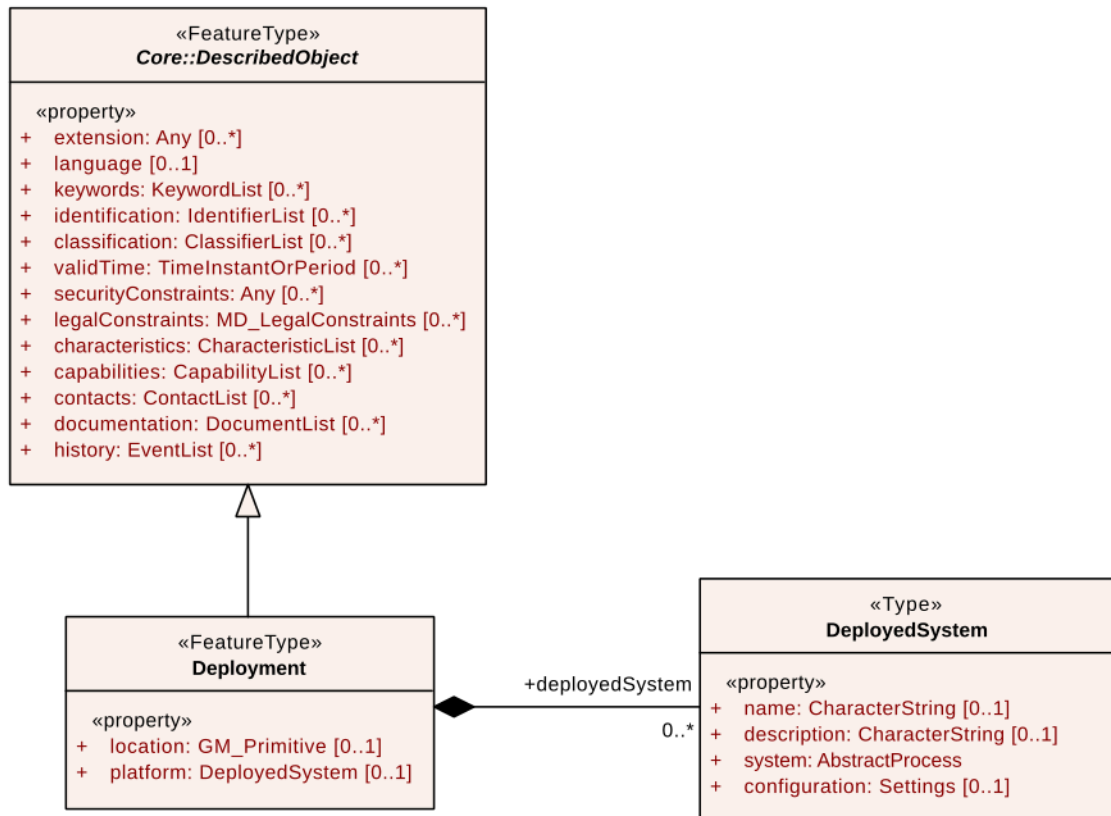 «FeatureType»
Core::DescribedObject
«property»
+ extension: Any [0..*]
+ language [0..1]
+ keywords: KeywordList [0..*]
+ identification: IdentifierList [0..*]
+ classification: ClassifierList [0..*]
+ validTime: TimeInstantOrPeriod [0..*]
+ securityConstraints: Any [0..*]
+ legalConstraints: MD_LegalConstraints [0..*]
+ characteristics: CharacteristicList [0..*]
+ capabilities: CapabilityList [0..*]
+ contacts: ContactList [0..*]
+ documentation: DocumentList [0..*]
+ history: EventList [0..*]
«FeatureType»
Deployment
«property»
+ location: GM_Primitive [0..1]
+ platform: DeployedSystem [0..1]
+deployedSystem
0..*
«Type»
DeployedSystem
«property»
+ name: CharacterString [0..1]
+ description: CharacterString [0..1]
+ system: AbstractProcess
+ configuration: Settings [0..1]